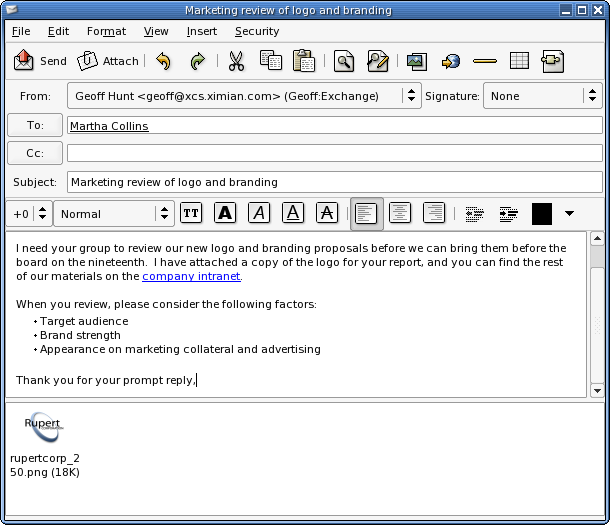 Marketing review of logo and branding
File Edit Format View Insert Security
Send Attach
From: Geoff Hunt <geoff@xcs.ximian.com> (Geoff:Exchange) Signature: None
To: Martha Collins
Cc:
Subject: Marketing review of logo and branding
+0 Normal TT A A A A
I need your group to review our new logo and branding proposals before we can bring them before the
board on the nineteenth. I have attached a copy of the logo for your report, and you can find the rest
of our materials on the company intranet.
When you review, please consider the following factors:
• Target audience
• Brand strength
• Appearance on marketing collateral and advertising
Thank you for your prompt reply,
Rupert
rupertcorp_2
50.png (18K)